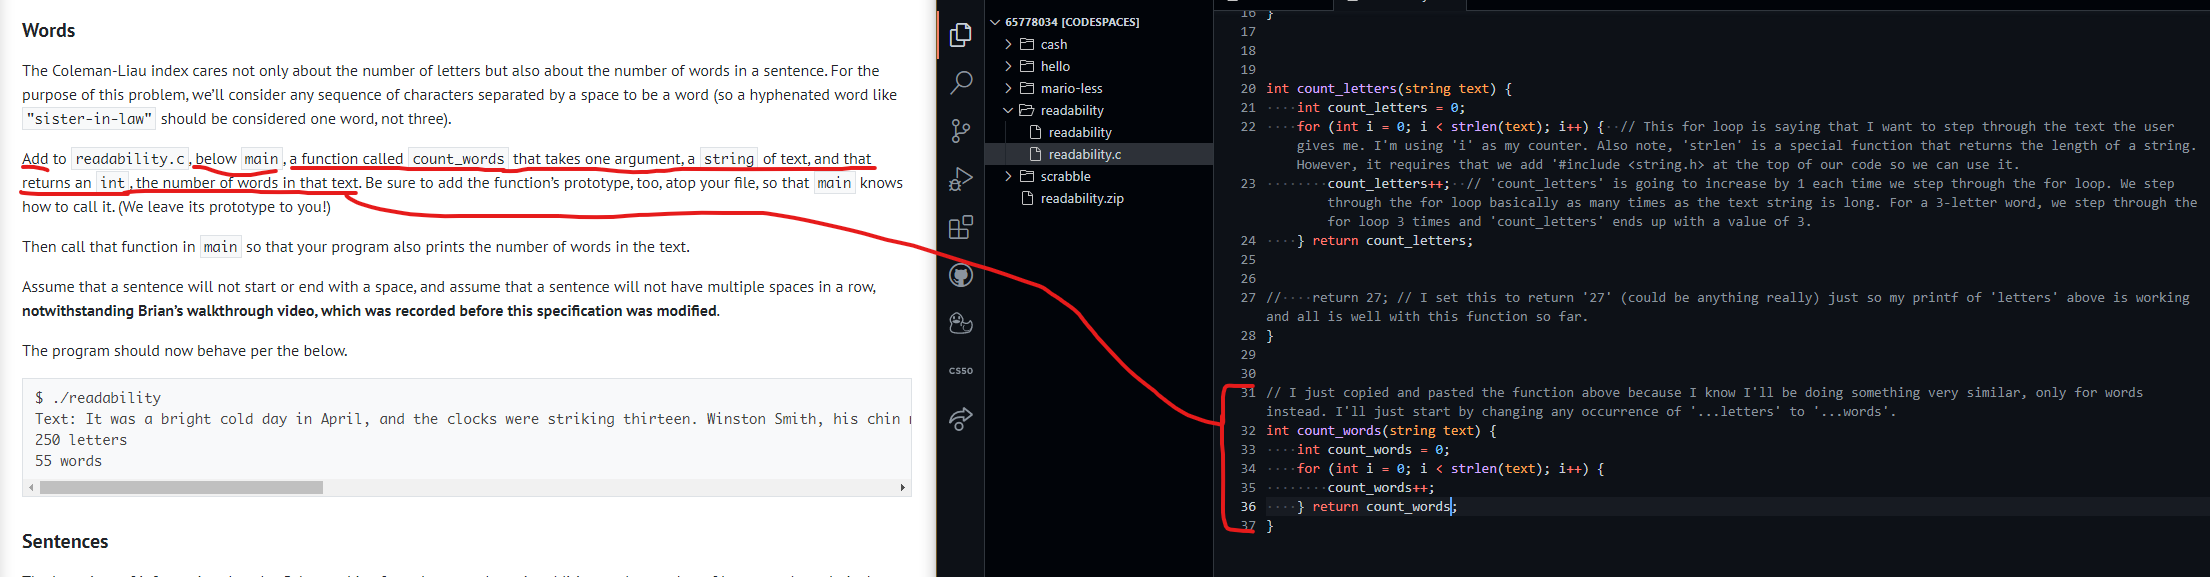 Words
The Coleman-Liau index cares not only about the number of letters but also about the number of words in a sentence. For the
purpose of this problem, we'll consider any sequence of characters separated by a space to be a word (so a hyphenated word like
"sister-in-law" should be considered one word, not three).
Add to readability.c, below main, a function called count_words that takes one argument, a string of text, and that
returns an int, the number of words in that text. Be sure to add the function's prototype, too, atop your file, so that main knows
how to call it. (We leave its prototype to you!)
Then call that function in main so that your program also prints the number of words in the text.
Assume that a sentence will not start or end with a space, and assume that a sentence will not have multiple spaces in a row,
notwithstanding Brian's walkthrough video, which was recorded before this specification was modified.
The program should now behave per the below.
$ ./readability
Text: It was a bright cold day in April, and the clocks were striking thirteen. Winston Smith, his chin
250 letters
55 words
Sentences
65778034 [CODESPACES]
cash
hello
mario-less
readability
readability
readability.c
scrabble
readability.zip
CS50
16 }
17
18
19
20 int count_letters(string text) {
21 ····int count_letters = 0;
22 ····for (int i = 0; i < strlen(text); i++) {··// This for loop is saying that I want to step through the text the user
gives me. I'm using 'i' as my counter. Also note, 'strlen' is a special function that returns the length of a string.
However, it requires that we add '#include <string.h> at the top of our code so we can use it.
23 ········count_letters++;··// 'count_letters' is going to increase by 1 each time we step through the for loop. We step
through the for loop basically as many times as the text string is long. For a 3-letter word, we step through the
for loop 3 times and 'count_letters' ends up with a value of 3.
24 ····} return count_letters;
25
26
27 //····return 27; // I set this to return '27' (could be anything really) just so my printf of 'letters' above is working
and all is well with this function so far.
28 }
29
30
31 // I just copied and pasted the function above because I know I'll be doing something very similar, only for words
instead. I'll just start by changing any occurrence of '...letters' to '...words'.
32 int count_words(string text) {
33 ····int count_words = 0;
34 ····for (int i = 0; i < strlen(text); i++) {
35 ········count_words++;
36 ····} return count_words;
37 }